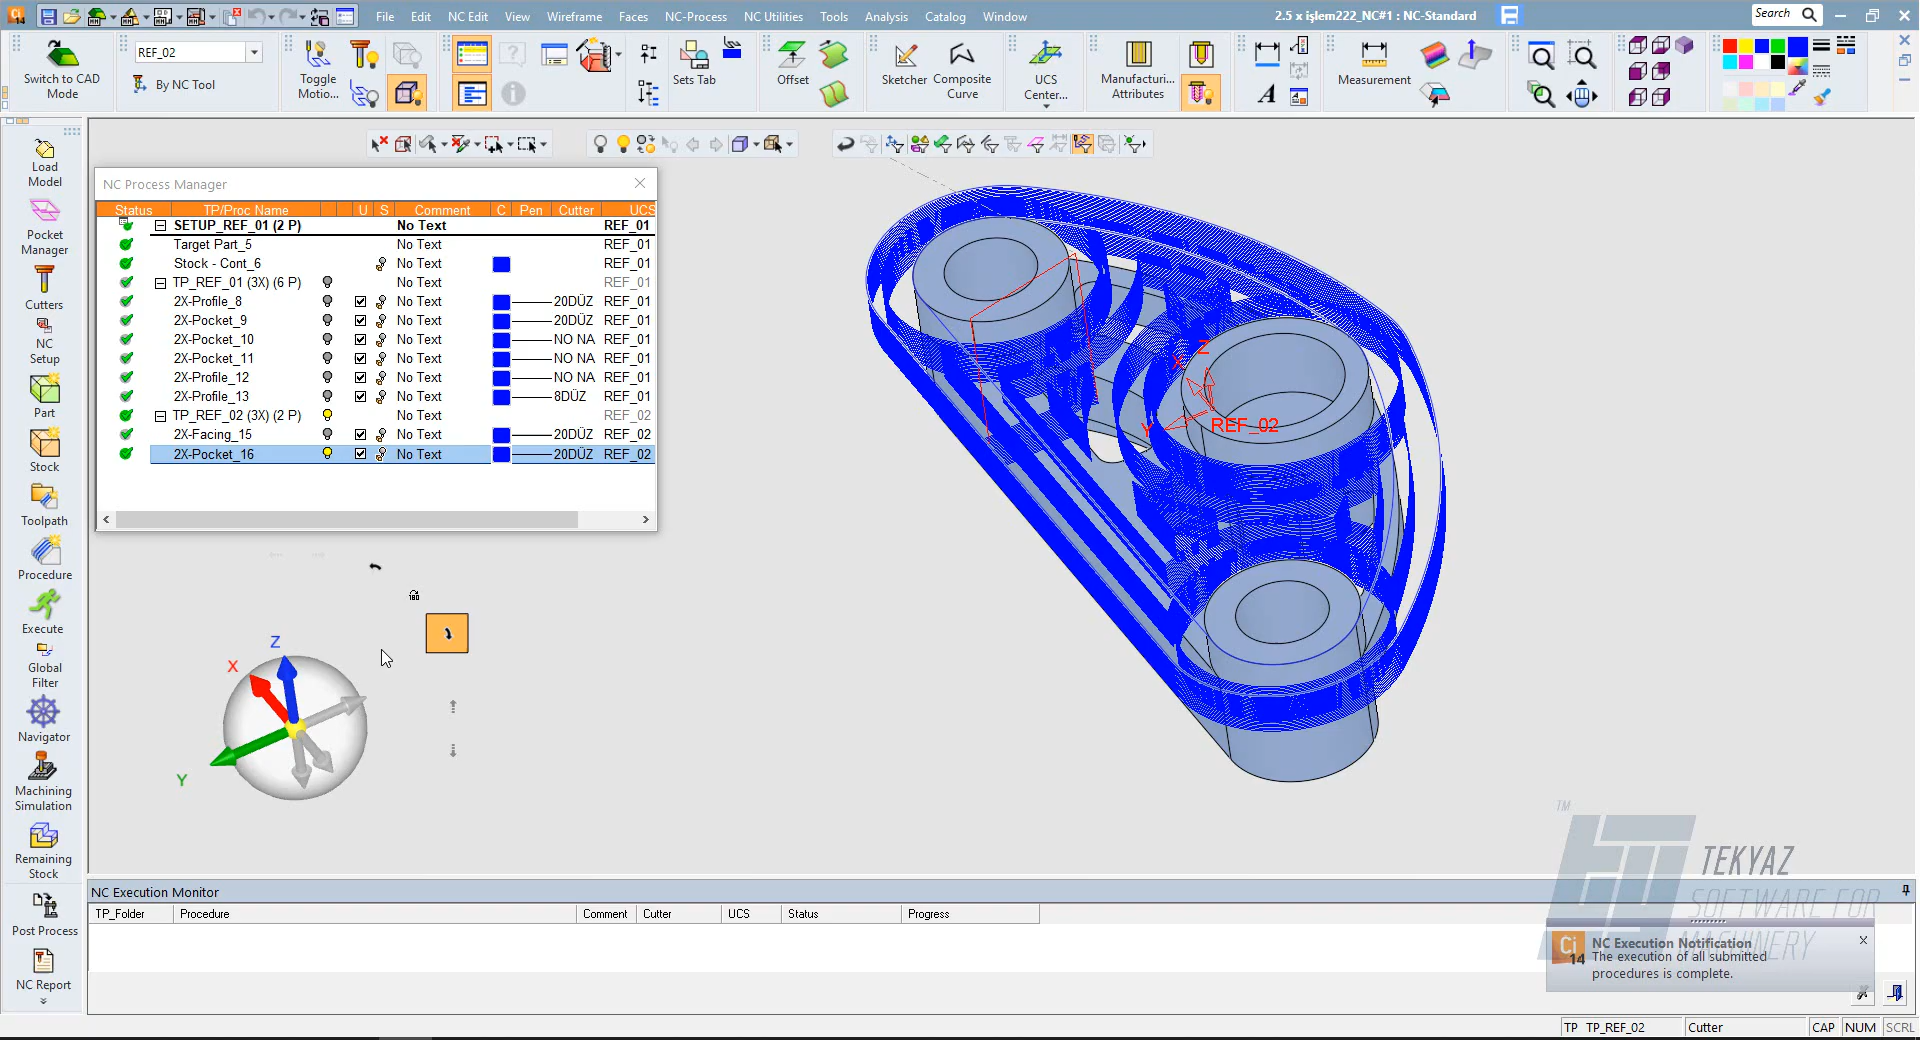 Ci 14
File Edit NC Edit View Wireframe Faces NC-Process NC Utilities Tools Analysis Catalog Window
2.5 x işlem222_NC#1 : NC-Standard
Search
Switch to CAD Mode
REF_02
By NC Tool
Toggle Motio...
Sets Tab
Offset
Sketcher
Composite Curve
UCS Center...
Manufacturi... Attributes
A
Measurement
Load Model
Pocket Manager
Cutters
NC Setup
Part
Stock
Toolpath
Procedure
Execute
Global Filter
Navigator
Machining Simulation
Remaining Stock
Post Process
NC Report
NC Process Manager
Status TP/Proc Name U S Comment C Pen Cutter UCS
SETUP_REF_01 (2 P) No Text REF_01
Target Part_5 No Text REF_01
Stock - Cont_6 No Text REF_01
TP_REF_01 (3X) (6 P) No Text REF_01
2X-Profile_8 No Text 20DÜZ REF_01
2X-Pocket_9 No Text 20DÜZ REF_01
2X-Pocket_10 No Text NO NA REF_01
2X-Pocket_11 No Text NO NA REF_01
2X-Profile_12 No Text NO NA REF_01
2X-Profile_13 No Text 8DÜZ REF_01
TP_REF_02 (3X) (2 P) No Text REF_02
2X-Facing_15 No Text 20DÜZ REF_02
2X-Pocket_16 No Text 20DÜZ REF_02
Z
X
Y
REF_02
180
Z
X
Y
TM
TEKYAZ
SOFTWARE FOR
MACHINERY
NC Execution Monitor
TP_Folder Procedure Comment Cutter UCS Status Progress
Ci 14
NC Execution Notification
The execution of all submitted
procedures is complete.
TP TP_REF_02 Cutter CAP NUM SCRL